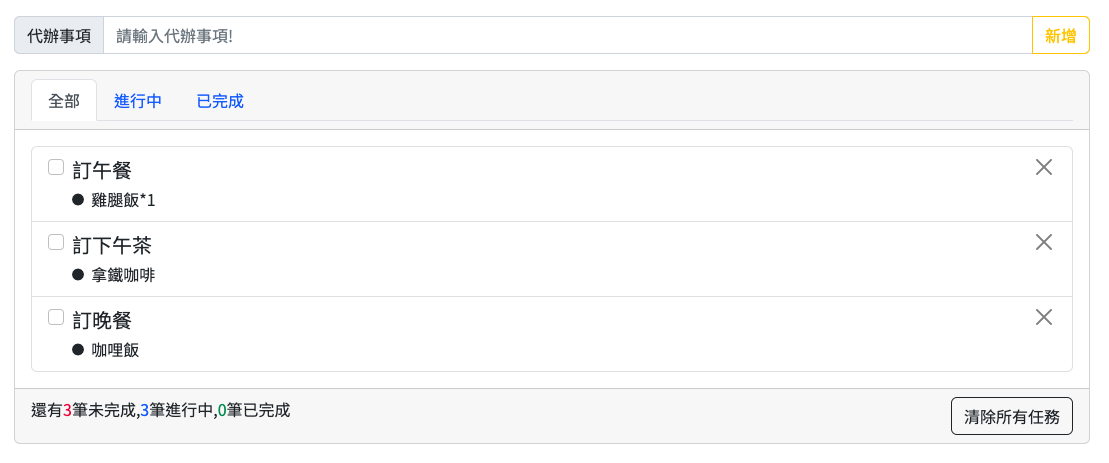 代辦事項 請輸入代辦事項! 新增
全部 進行中 已完成
訂午餐
雞腿飯*1
訂下午茶
拿鐵咖啡
訂晚餐
咖哩飯
還有3筆未完成,3筆進行中,0筆已完成 清除所有任務